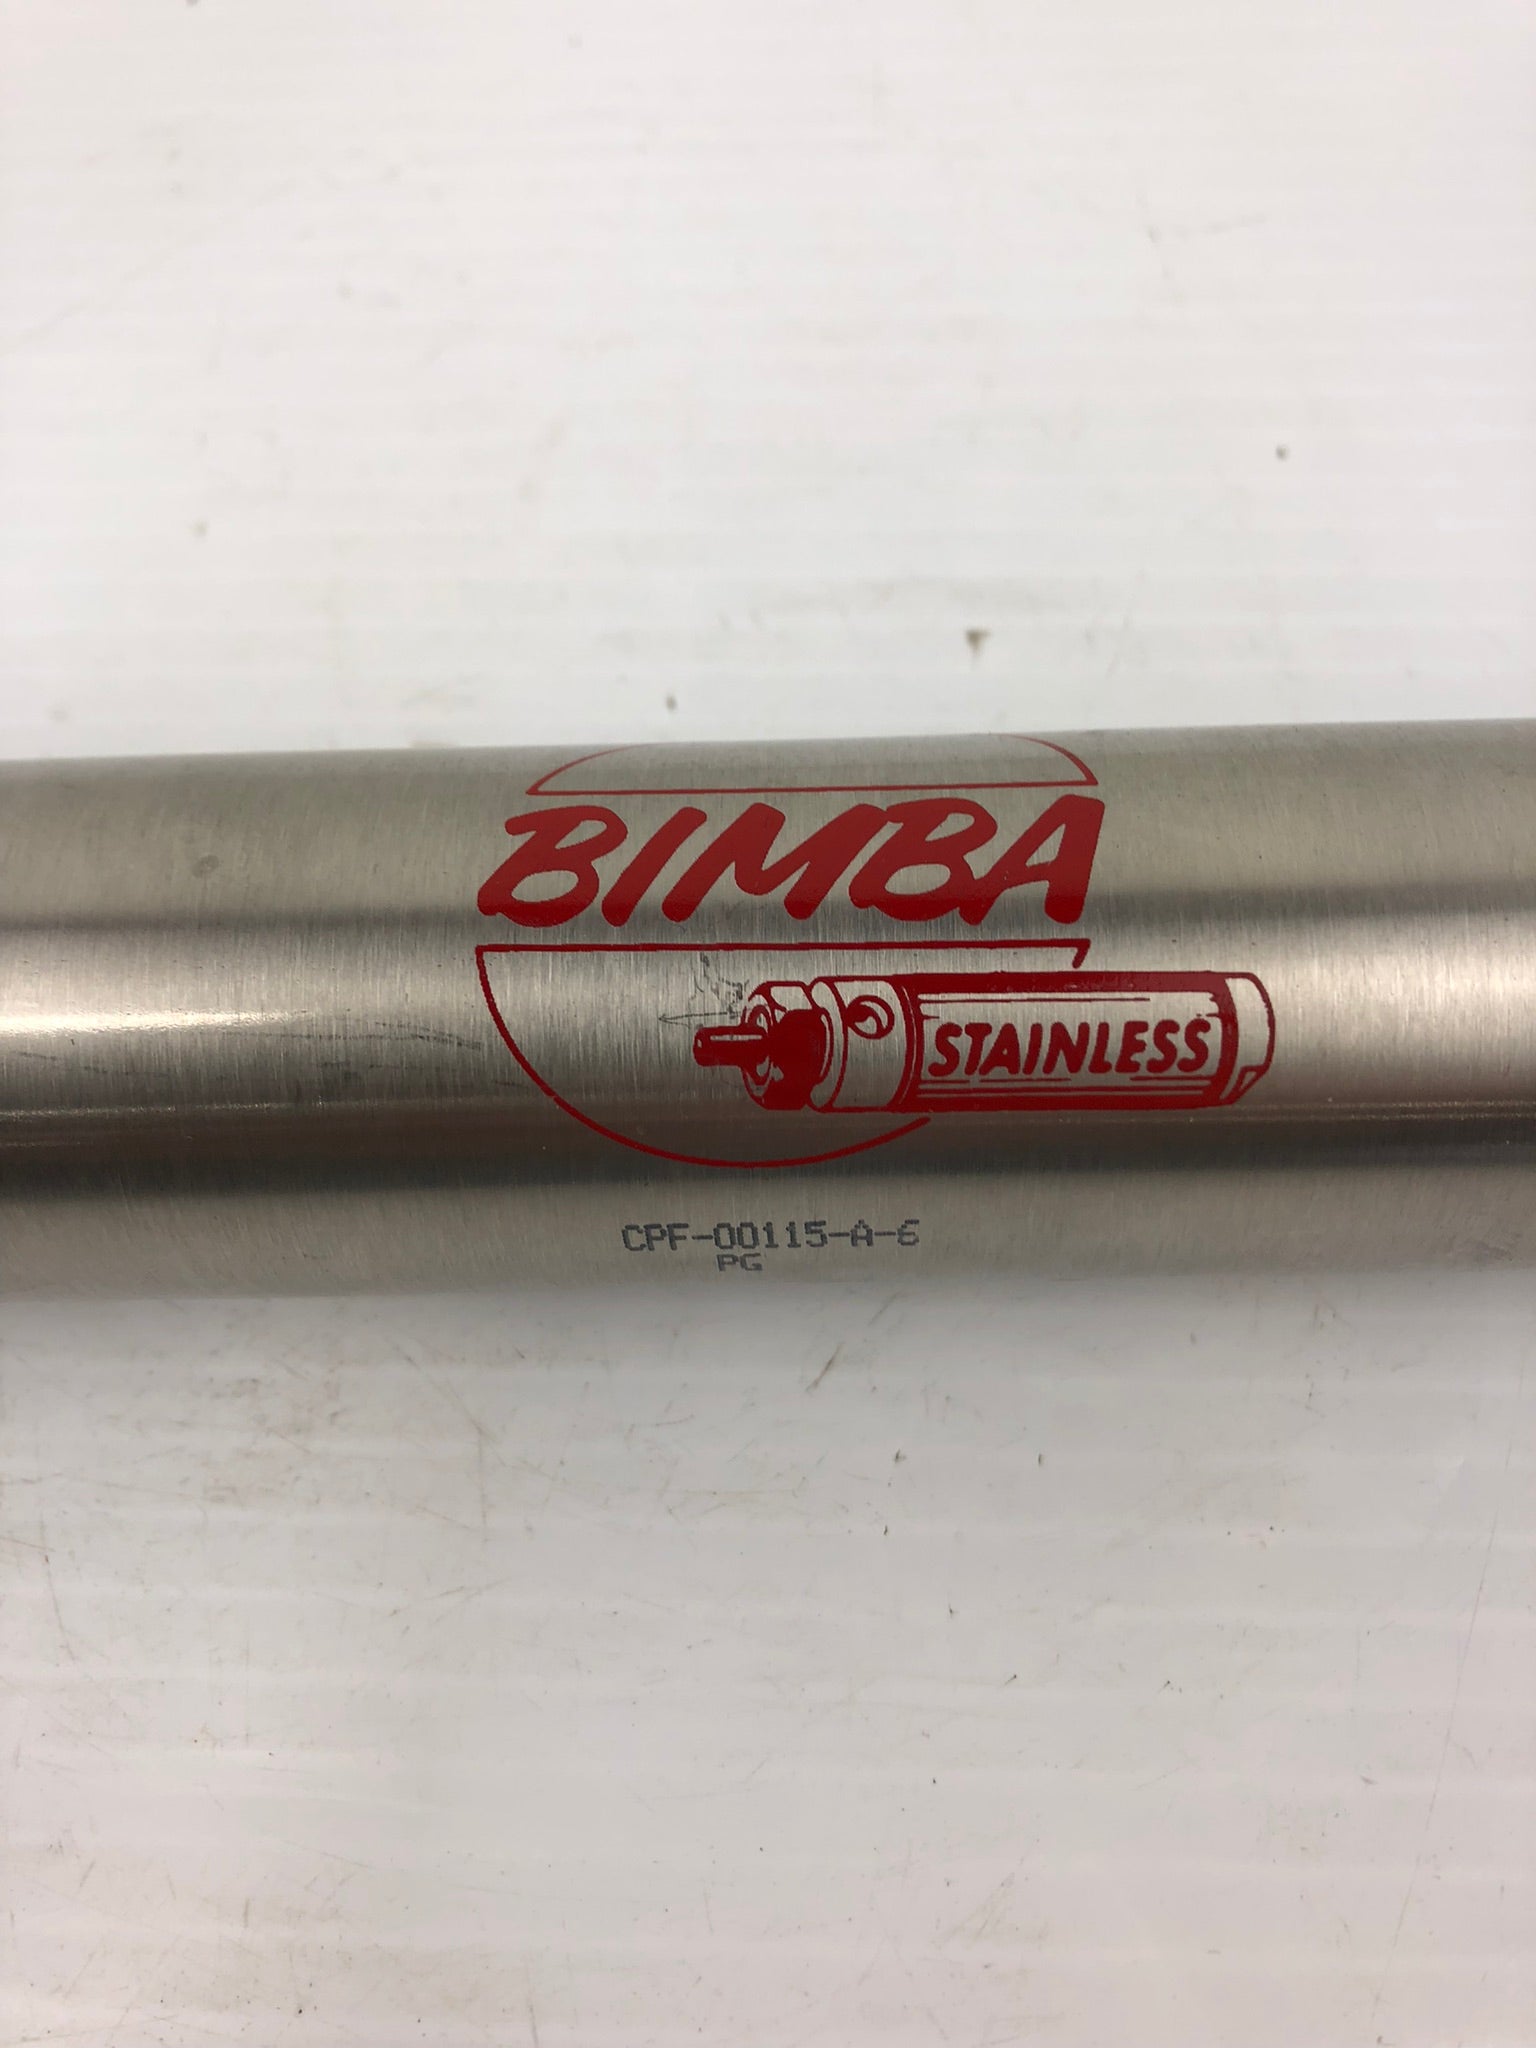 BIMBA
STAINLESS
CPF-00115-A-6
PG